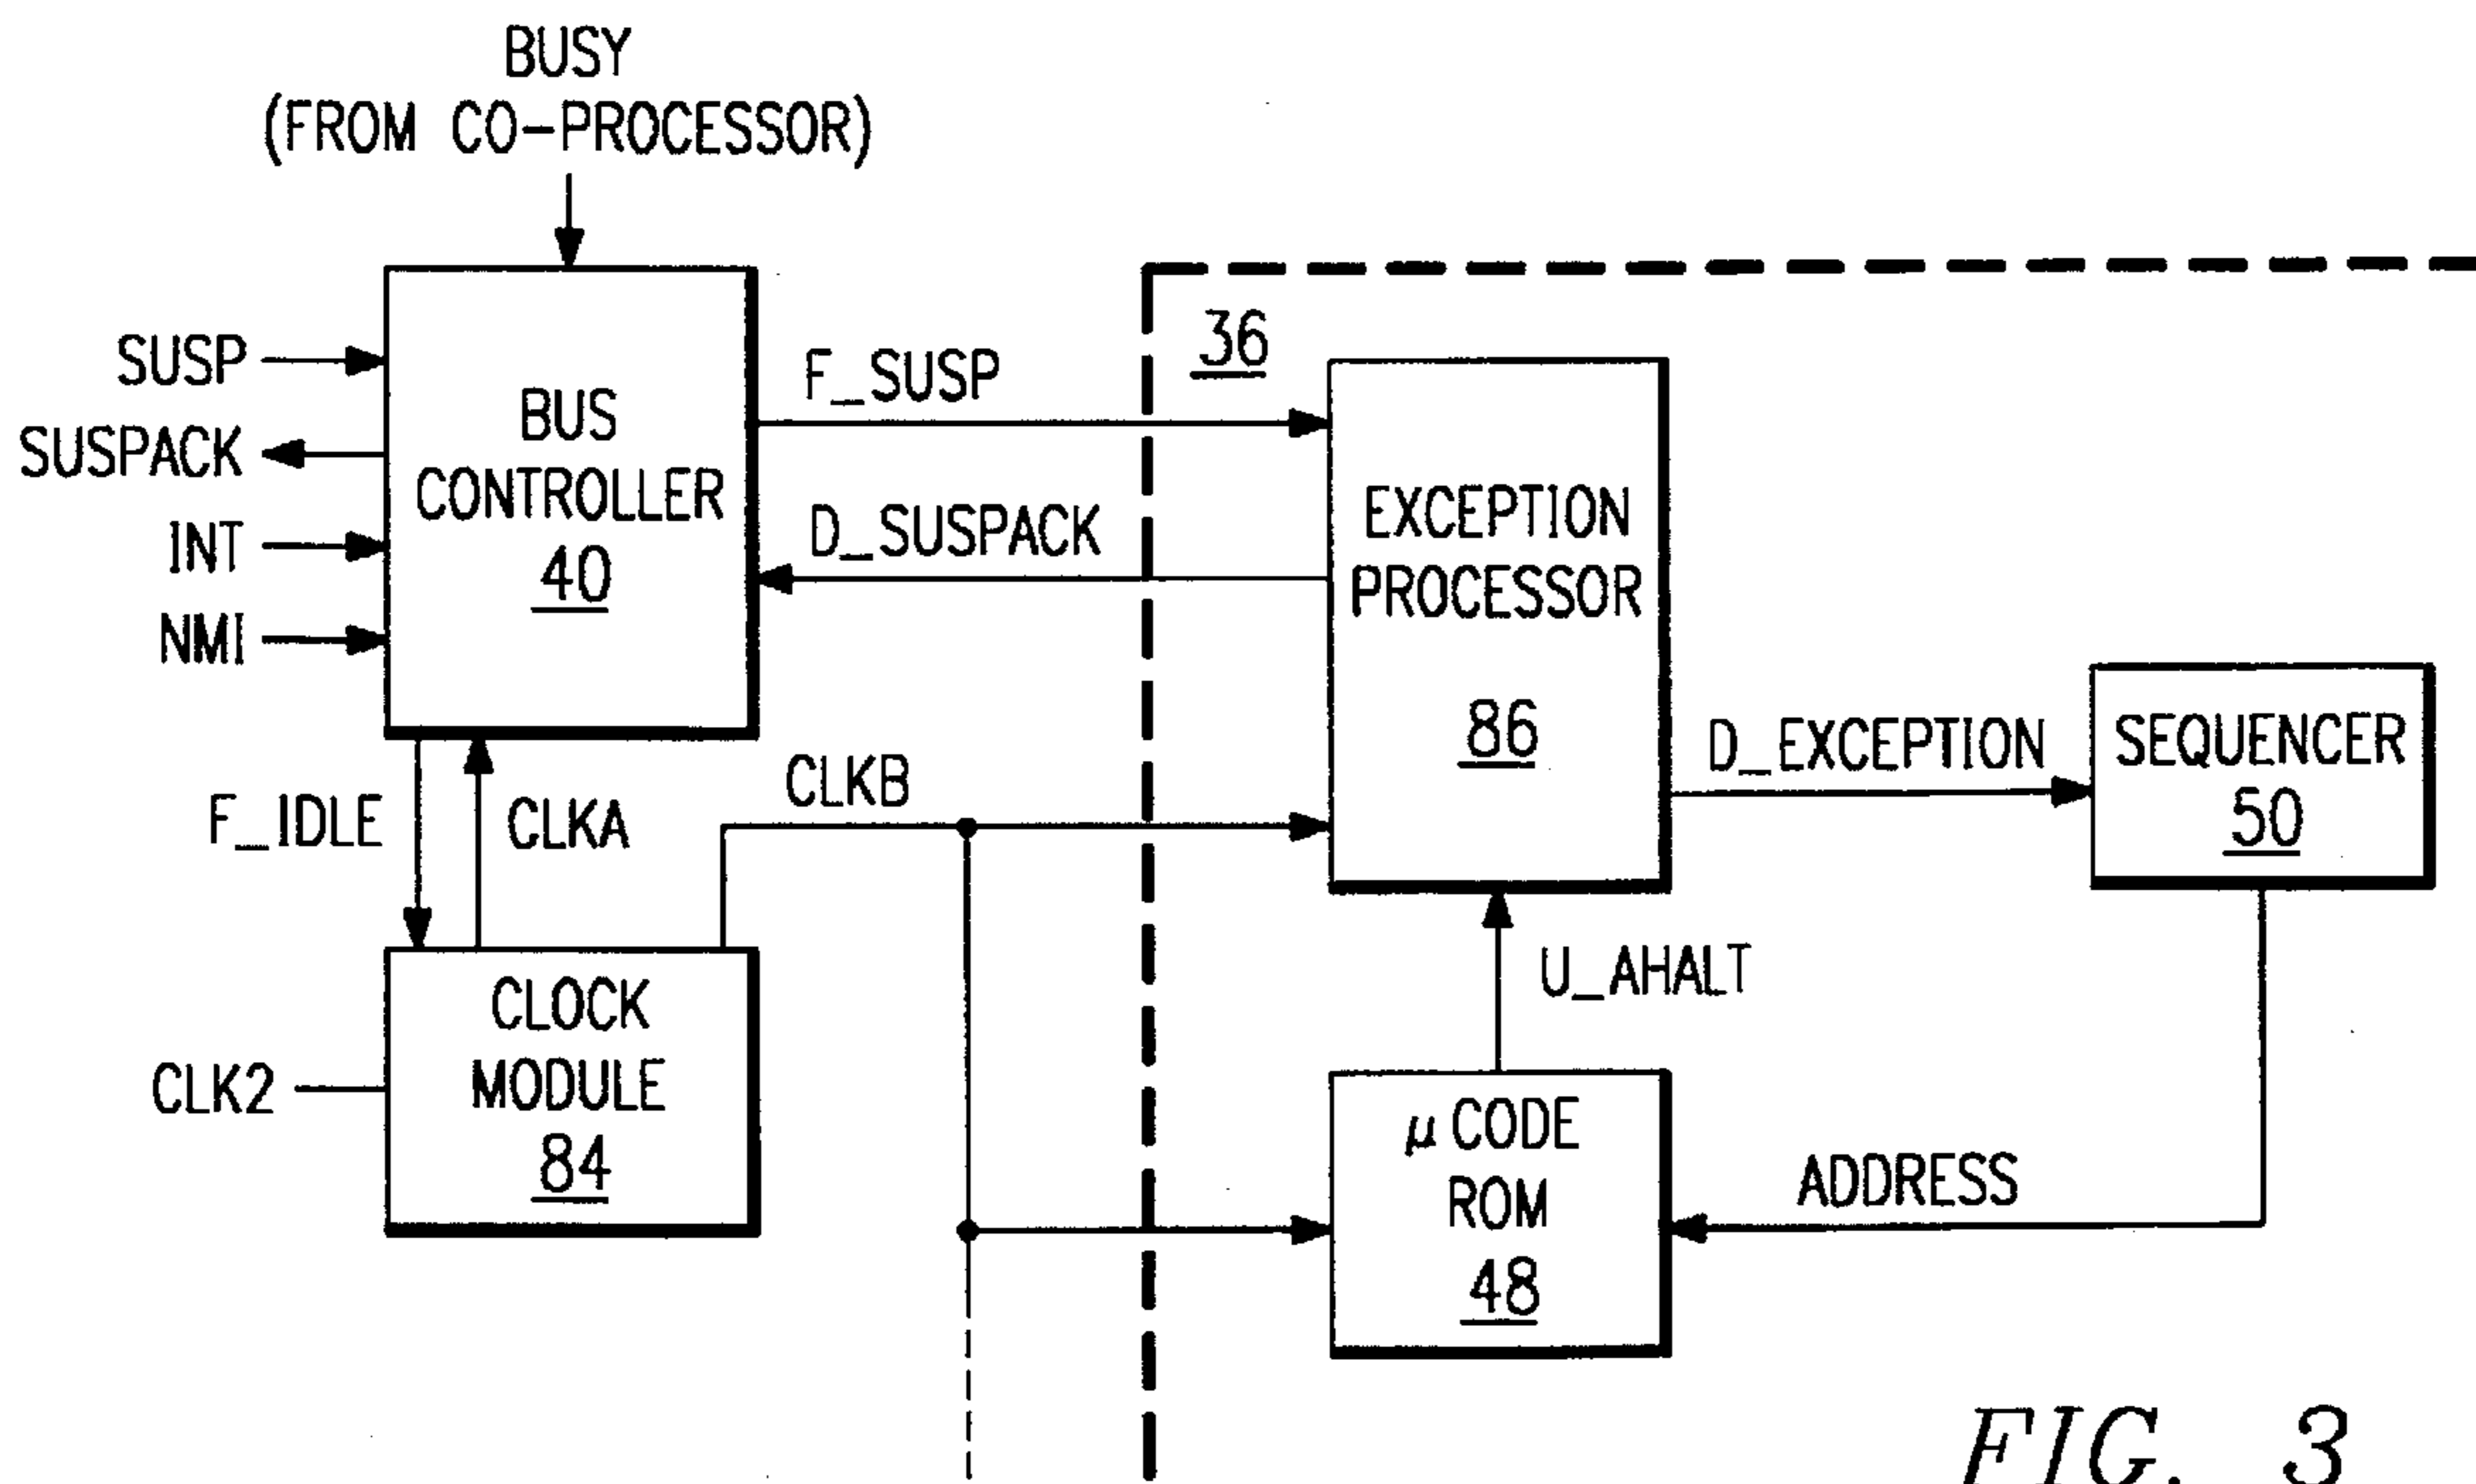 BUSY
(FROM CO-PROCESSOR)
SUSP
SUSPACK
INT
NMI
BUS
CONTROLLER
40
F_SUSP
D_SUSPACK
36
EXCEPTION
PROCESSOR
86
D_EXCEPTION
SEQUENCER
50
F_IDLE
CLKA
CLKB
U_AHALT
CLK2
CLOCK
MODULE
84
μ CODE
ROM
48
ADDRESS
FIG. 3